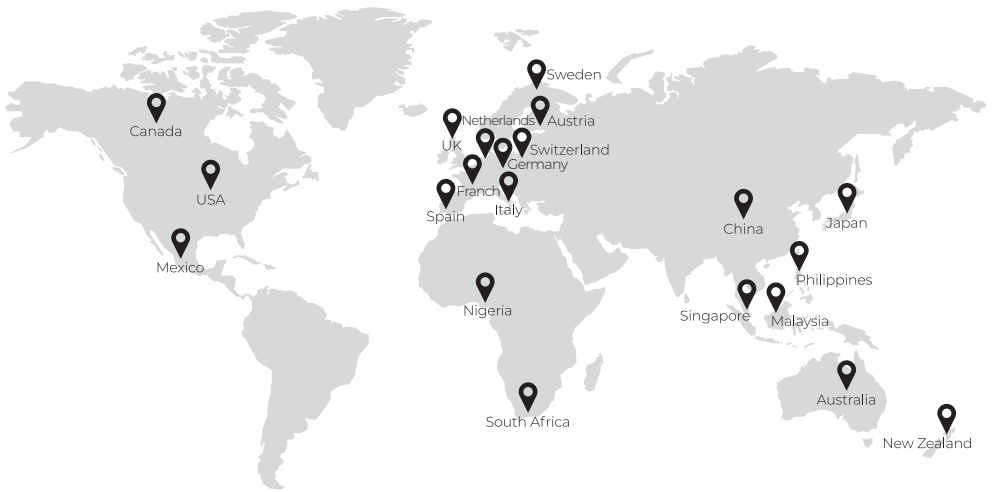 Sweden
Canada
Netherlands
Austria
UK
Switzerland
Germany
USA
Franch
Italy
Spain
China
Japan
Mexico
Philippines
Nigeria
Singapore
Malaysia
Australia
South Africa
New Zealand